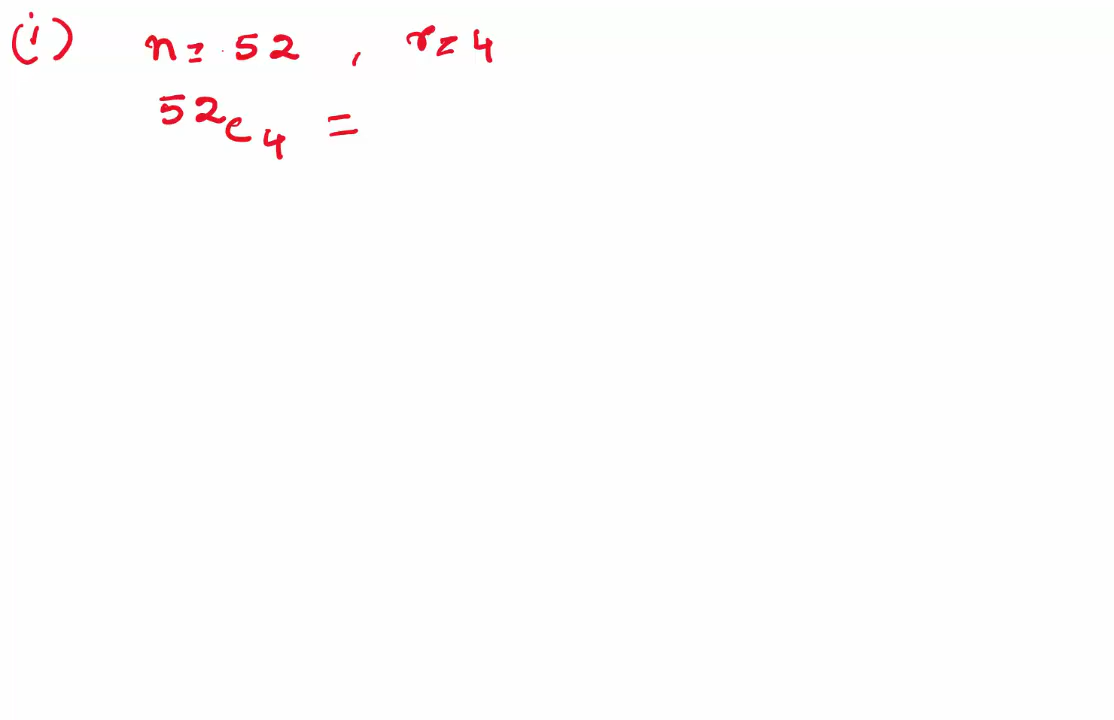 (i) n = 52 , r = 4
52c4 =